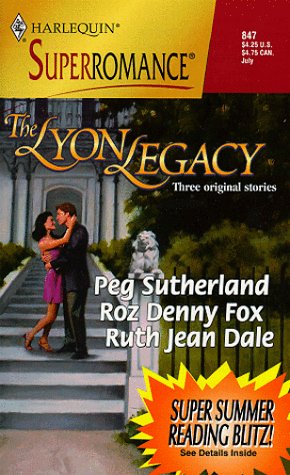 HARLEQUIN®
SUPERROMANCE®
847
$4.25 U.S.
$4.75 CAN.
July
The
LYON LEGACY
Three original stories
Peg Sutherland
Roz Denny Fox
Ruth Jean Dale
SUPER SUMMER
READING BLITZ!
See Details Inside